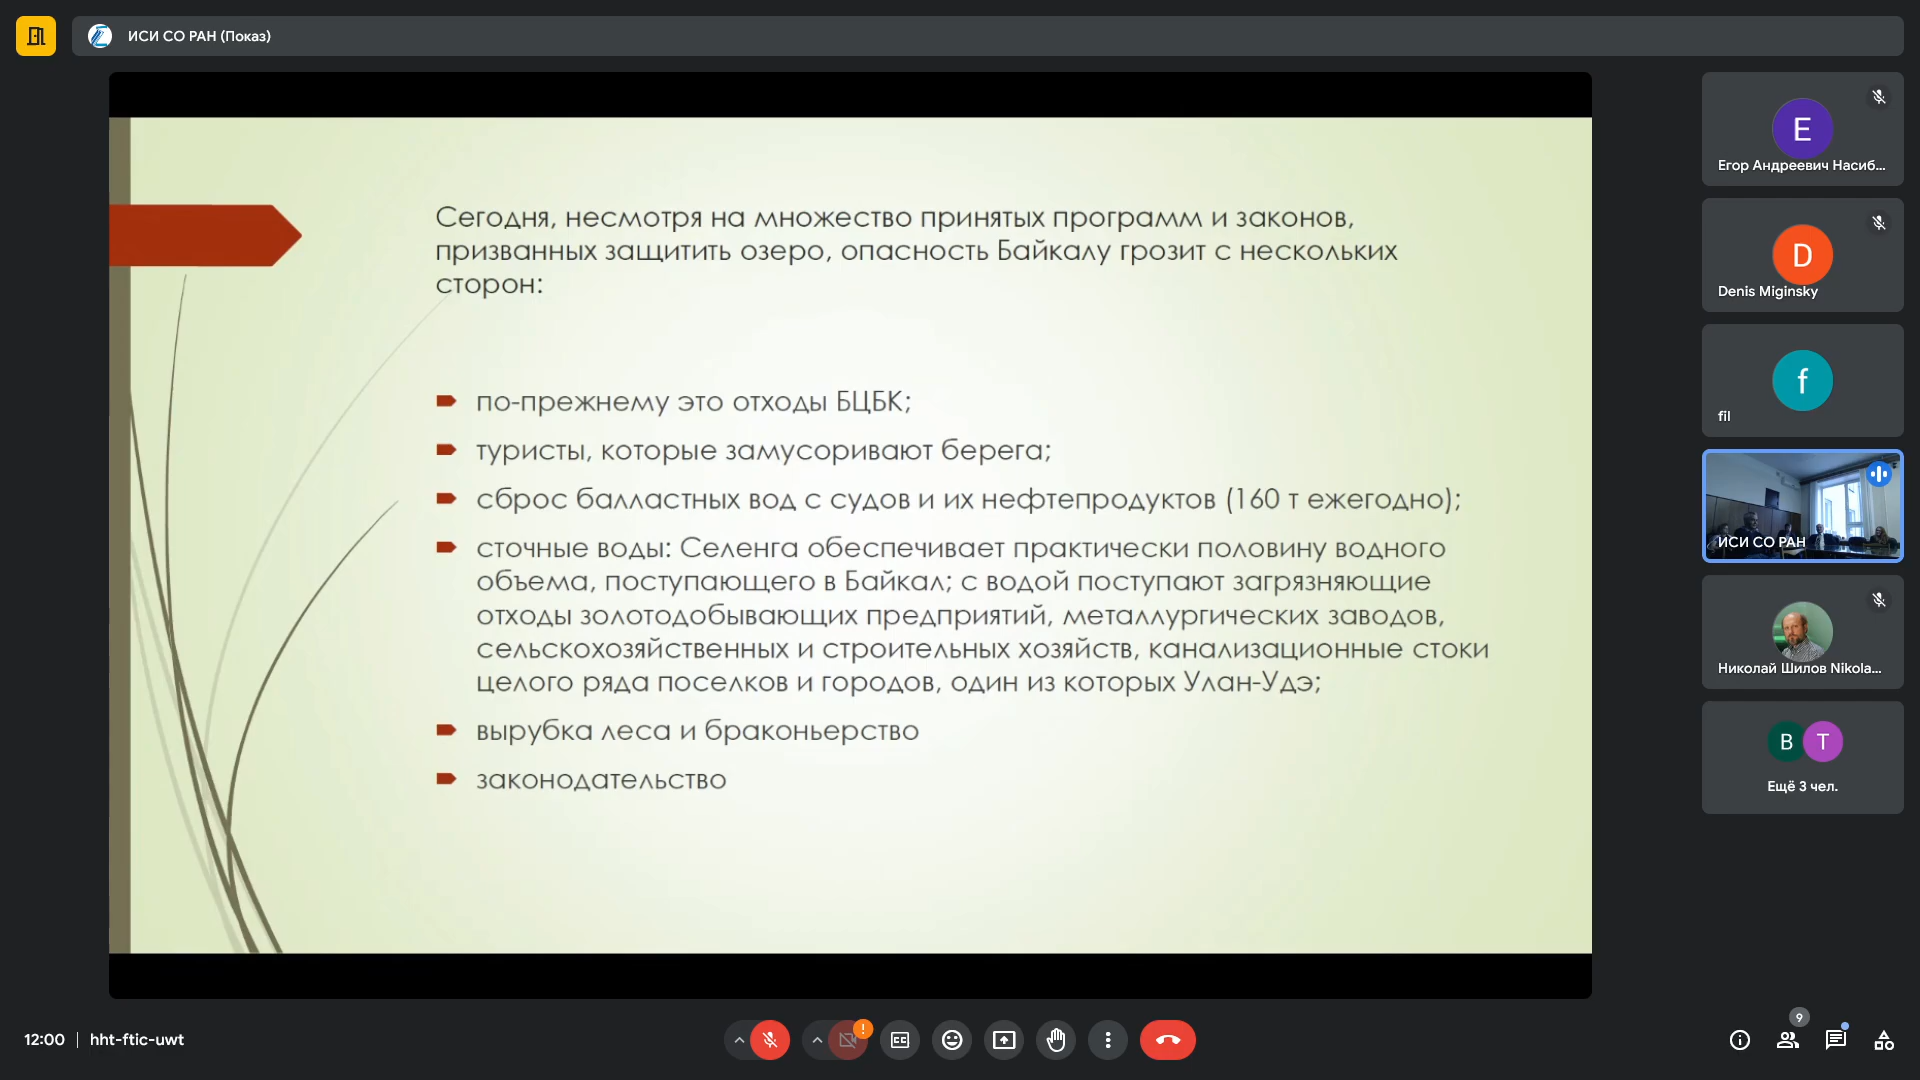 ИСИ СО РАН (Показ)
Сегодня, несмотря на множество принятых программ и законов,
призванных защитить озеро, опасность Байкалу грозит с нескольких
сторон:
по-прежнему это отходы БЦБК;
туристы, которые замусоривают берега;
сброс балластных вод с судов и их нефтепродуктов (160 т ежегодно);
сточные воды: Селенга обеспечивает практически половину водного
объема, поступающего в Байкал; с водой поступают загрязняющие
отходы золотодобывающих предприятий, металлургических заводов,
сельскохозяйственных и строительных хозяйств, канализационные стоки
целого ряда поселков и городов, один из которых Улан-Удэ;
вырубка леса и браконьерство
законодательство
E
Егор Андреевич Насиб...
D
Denis Miginsky
f
fil
ИСИ СО РАН
Николай Шилов Nikola...
B T
Ещё 3 чел.
12:00 | hht-ftic-uwt
!
9